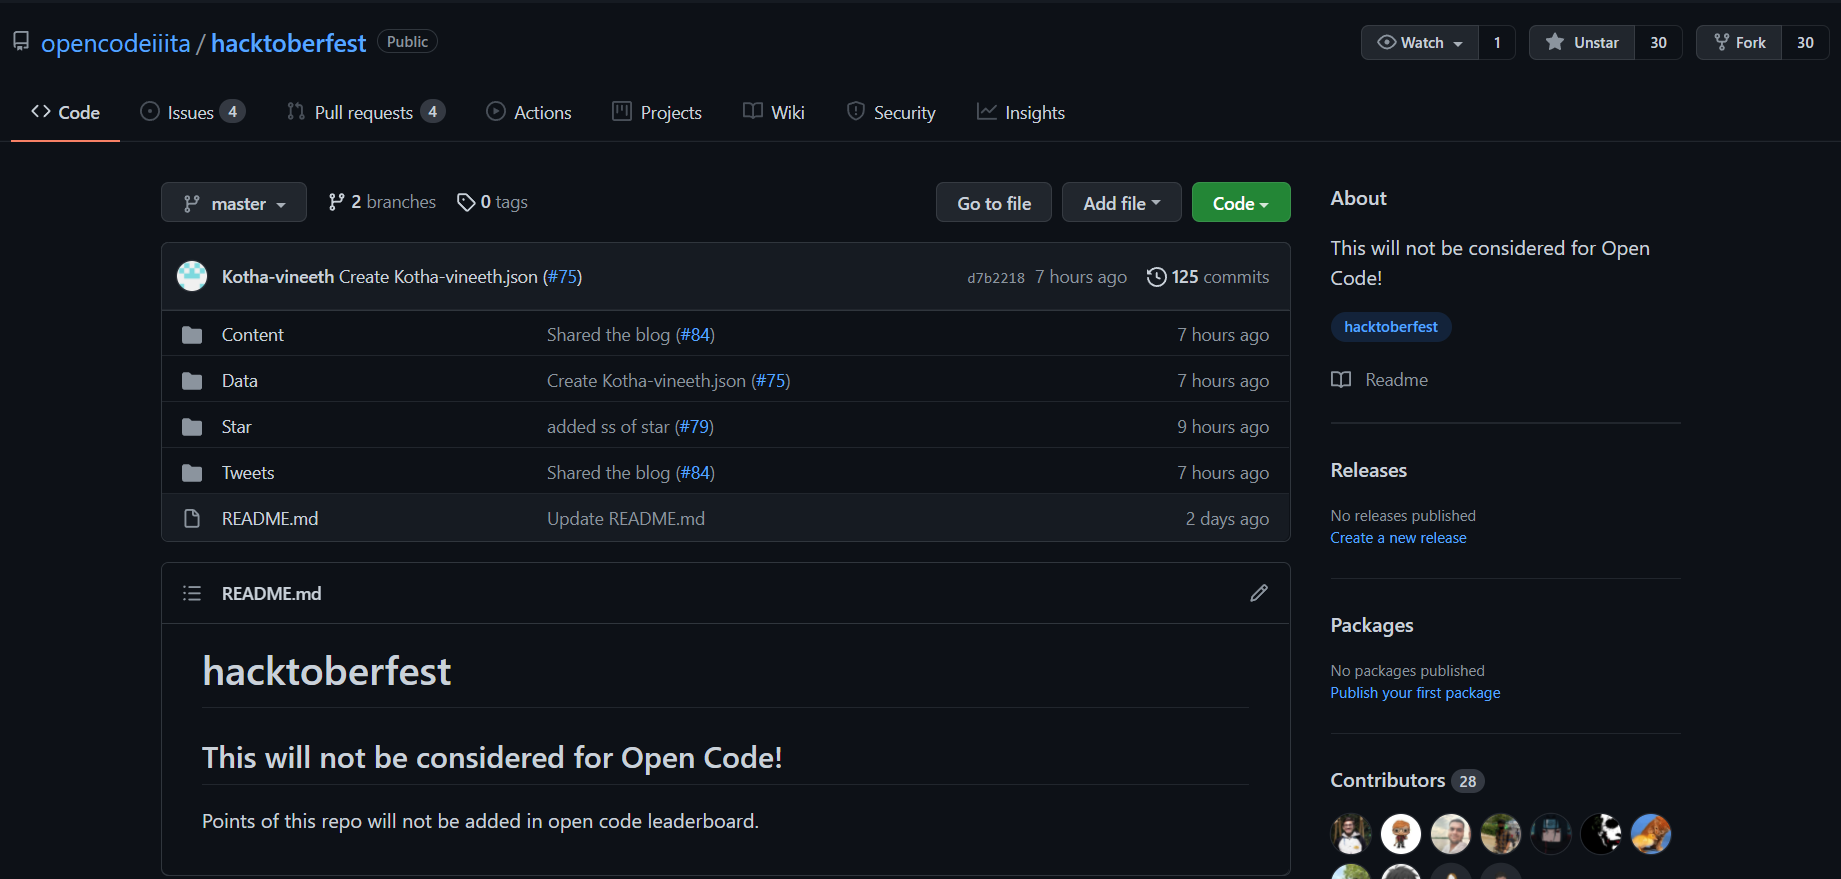 opencodeiiita / hacktoberfest Public
Watch 1 Unstar 30 Fork 30
Code Issues 4 Pull requests 4 Actions Projects Wiki Security Insights
master 2 branches 0 tags Go to file Add file Code
Kotha-vineeth Create Kotha-vineeth.json (#75) d7b2218 7 hours ago 125 commits
Content Shared the blog (#84) 7 hours ago
Data Create Kotha-vineeth.json (#75) 7 hours ago
Star added ss of star (#79) 9 hours ago
Tweets Shared the blog (#84) 7 hours ago
README.md Update README.md 2 days ago
README.md
hacktoberfest
This will not be considered for Open Code!
Points of this repo will not be added in open code leaderboard.
About
This will not be considered for Open
Code!
hacktoberfest
Readme
Releases
No releases published
Create a new release
Packages
No packages published
Publish your first package
Contributors 28